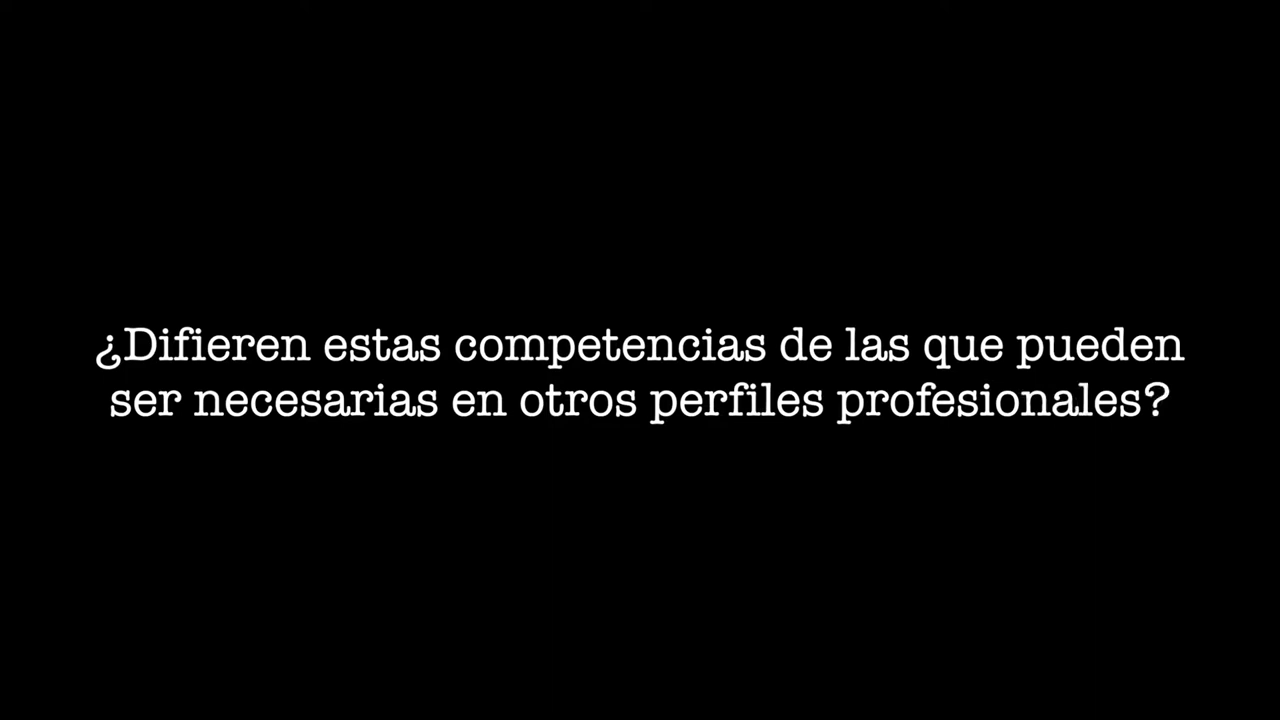 ¿Difieren estas competencias de las que pueden
ser necesarias en otros perfiles profesionales?